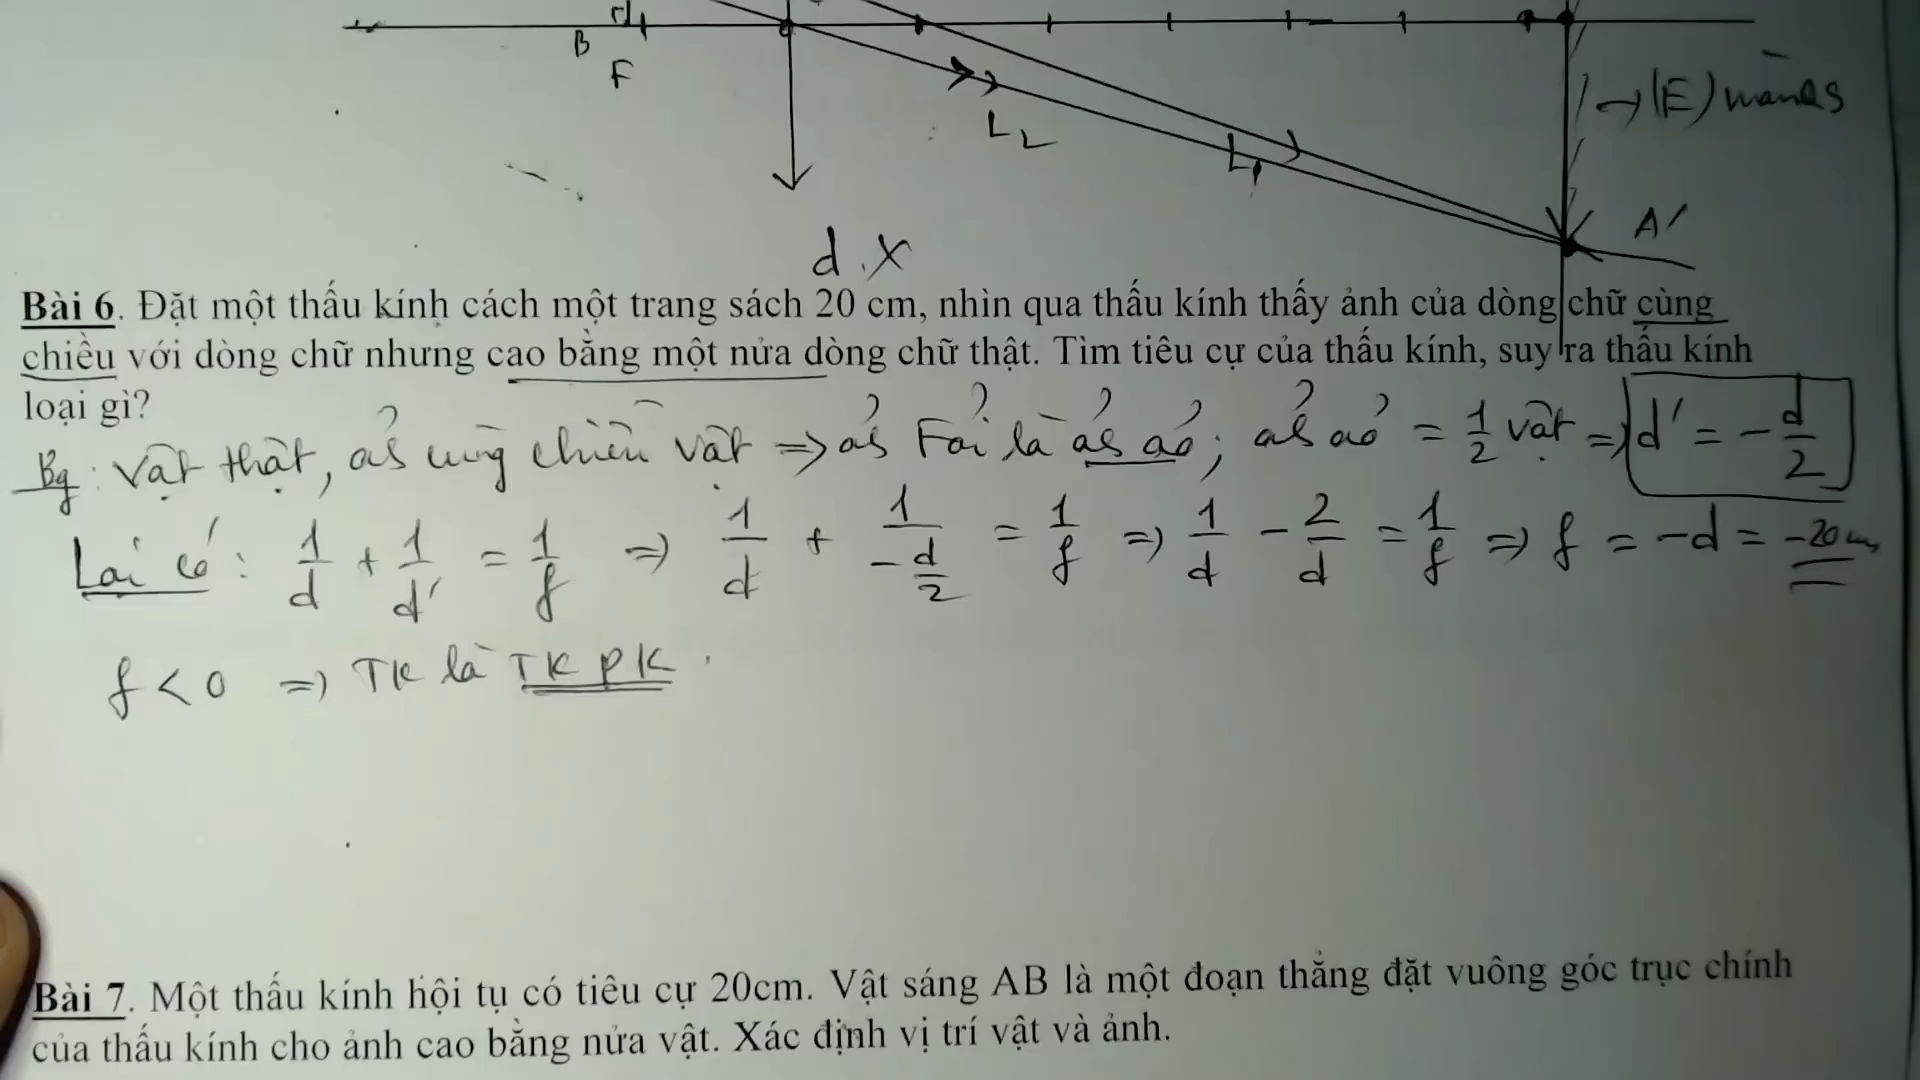 d
B
F
L₂
L₁
→ (E) màn ảs
A'
d . x
Bài 6. Đặt một thấu kính cách một trang sách 20 cm, nhìn qua thấu kính thấy ảnh của dòng chữ cùng
chiều với dòng chữ nhưng cao bằng một nửa dòng chữ thật. Tìm tiêu cự của thấu kính, suy ra thấu kính
loại gì?
Bg: Vật thật, ảs cùng chiều vật => ảs Fải là ảs ảo; ảs ảo = 1/2 vật => d' = - d/2
Lại có: 1/d + 1/d' = 1/f => 1/d + 1/(-d/2) = 1/f => 1/d - 2/d = 1/f => f = -d = -20cm
f < 0 => TK là TKPK.
Bài 7. Một thấu kính hội tụ có tiêu cự 20cm. Vật sáng AB là một đoạn thẳng đặt vuông góc trục chính
của thấu kính cho ảnh cao bằng nửa vật. Xác định vị trí vật và ảnh.